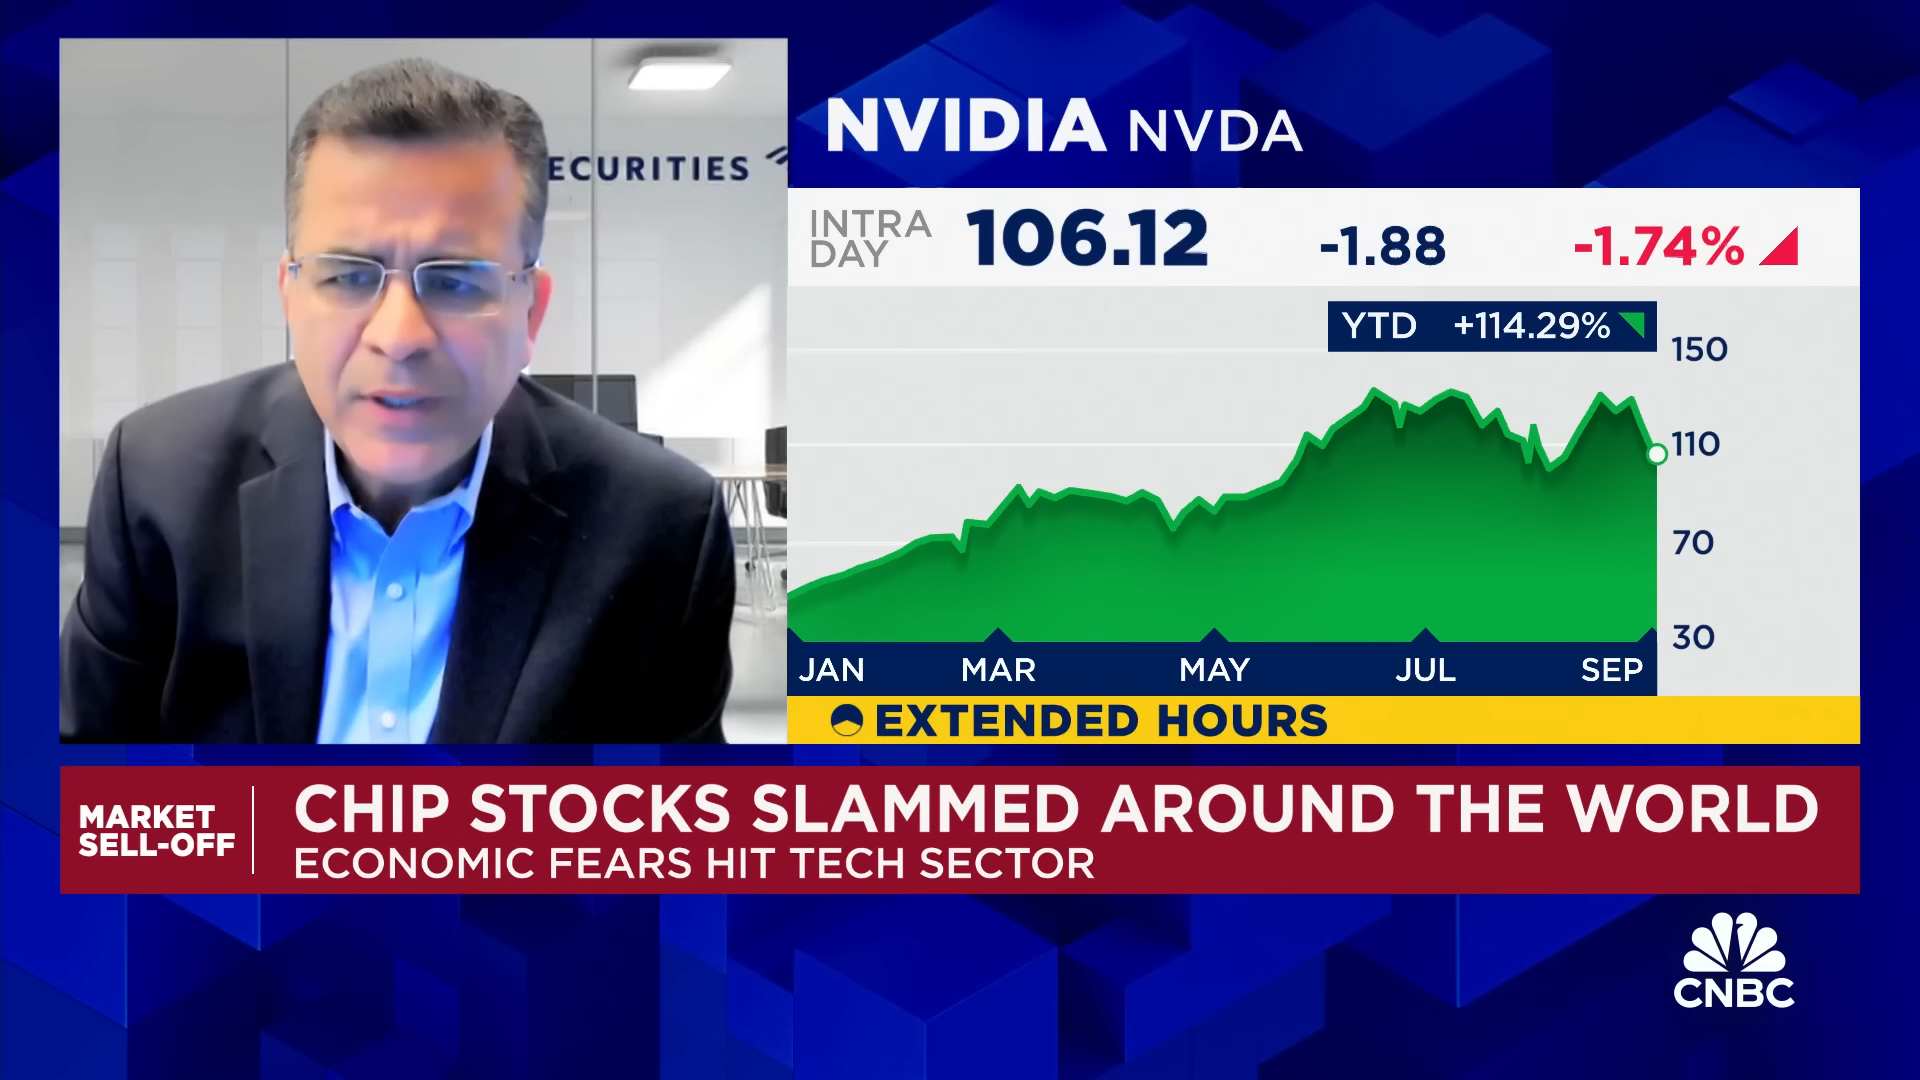 ECURITIES
NVIDIA NVDA
INTRA
DAY
106.12
-1.88
-1.74%
YTD +114.29%
150
110
70
30
JAN MAR MAY JUL SEP
EXTENDED HOURS
MARKET
SELL-OFF
CHIP STOCKS SLAMMED AROUND THE WORLD
ECONOMIC FEARS HIT TECH SECTOR
CNBC